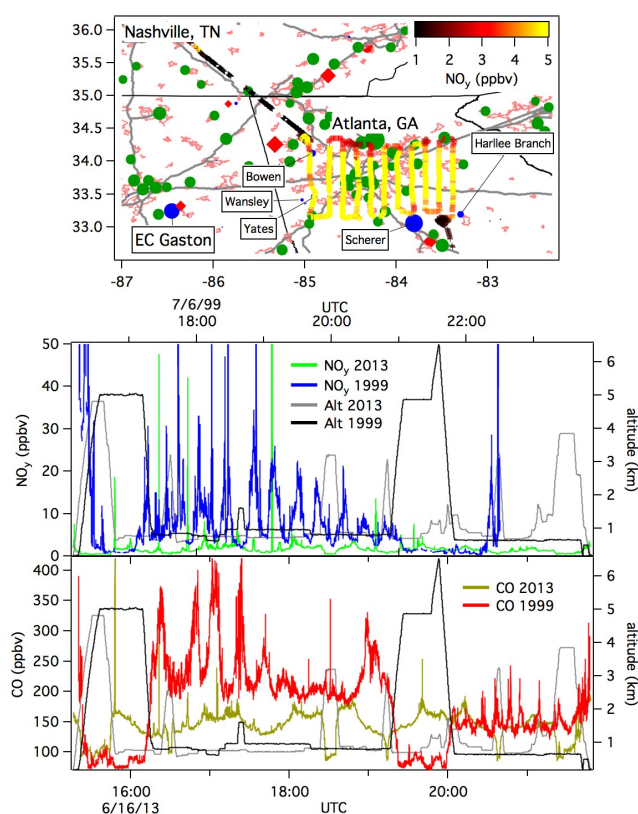 Nashville, TN
36.0
35.5
35.0
34.5
34.0
33.5
33.0
1 2 3 4 5
NOy (ppbv)
Atlanta, GA
Harllee Branch
Bowen
Wansley
Yates
Scherer
EC Gaston
-87 -86 -85 -84 -83
7/6/99 UTC
18:00 20:00 22:00
50
40
30
20
10
0
NOy (ppbv)
NOy 2013
NOy 1999
Alt 2013
Alt 1999
6
5
4
3
2
1
altitude (km)
400
350
300
250
200
150
100
CO (ppbv)
CO 2013
CO 1999
6
5
4
3
2
1
altitude (km)
16:00 18:00 20:00
6/16/13 UTC